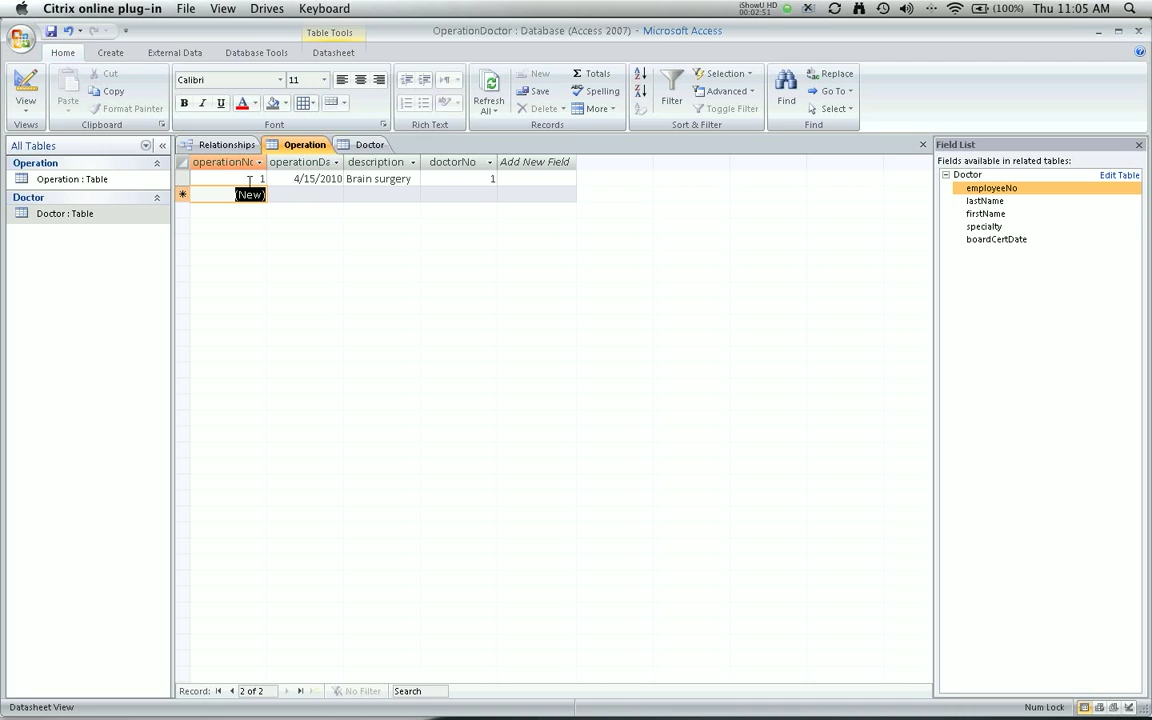 Citrix online plug-in File View Drives Keyboard iShowU HD 00:02:51 (100%) Thu 11:05 AM
Table Tools OperationDoctor : Database (Access 2007) - Microsoft Access
Home Create External Data Database Tools Datasheet
View
Views
Paste
Cut
Copy
Format Painter
Clipboard
Calibri 11
B I U A
Font
Rich Text
Refresh All
New
Save
Delete
Totals
Spelling
More
Records
Filter
Selection
Advanced
Toggle Filter
Sort & Filter
Find
Replace
Go To
Select
Find
All Tables
Operation
Operation : Table
Doctor
Doctor : Table
Relationships Operation Doctor
operationNo operationDa description doctorNo Add New Field
1 4/15/2010 Brain surgery 1
(New)
Field List
Fields available in related tables:
Doctor Edit Table
employeeNo
lastName
firstName
specialty
boardCertDate
Record: 2 of 2 No Filter Search
Datasheet View Num Lock